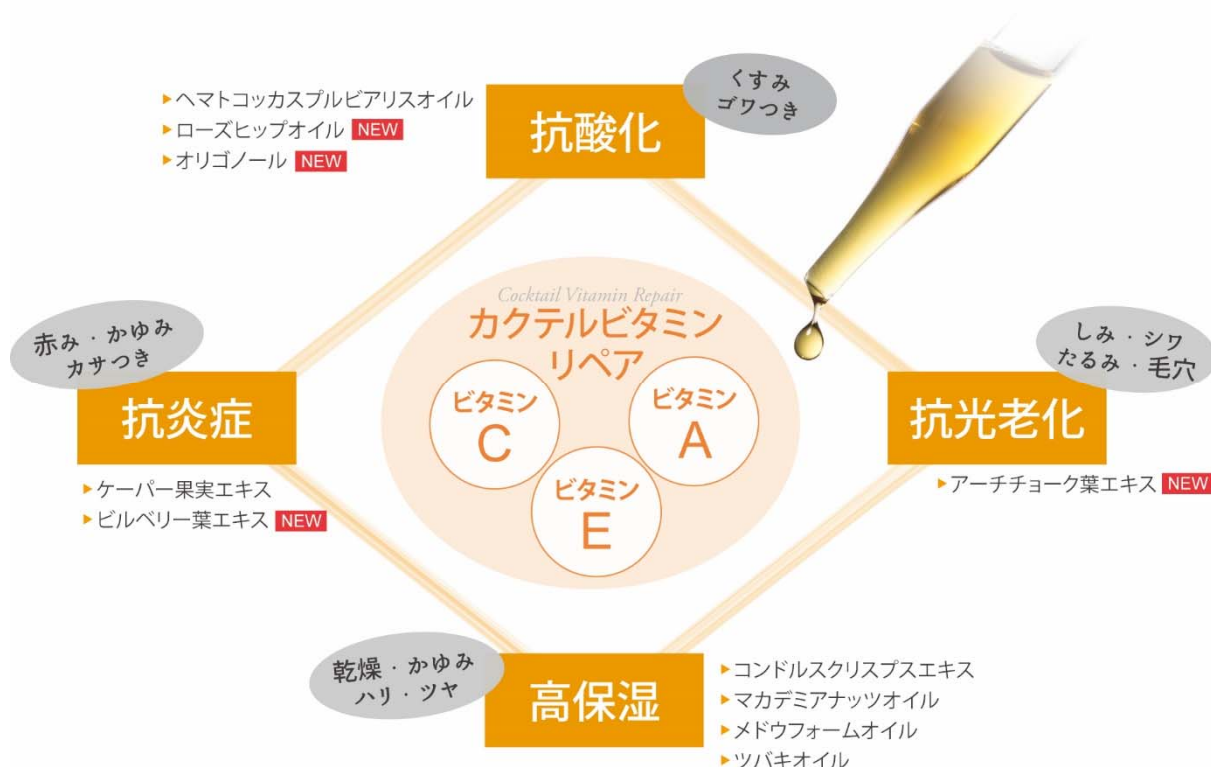 くすみ
ゴワつき
▶ヘマトコッカスプルビアリスオイル
▶ローズヒップオイル NEW
▶オリゴノール NEW
抗酸化
Cocktail Vitamin Repair
カクテルビタミン
リペア
ビタミン
C
ビタミン
A
ビタミン
E
赤み・かゆみ
カサつき
抗炎症
▶ケーパー果実エキス
▶ビルベリー葉エキス NEW
しみ・シワ
たるみ・毛穴
抗光老化
▶アーチチョーク葉エキス NEW
乾燥・かゆみ
ハリ・ツヤ
高保湿
▶コンドルスクリスプスエキス
▶マカデミアナッツオイル
▶メドウフォームオイル
▶ツバキオイル